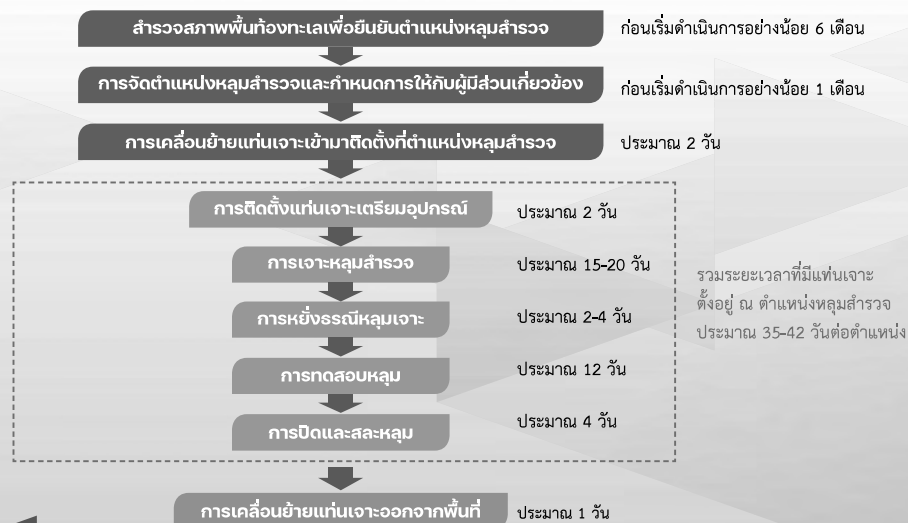 สำรวจสภาพพื้นท้องทะเลเพื่อยืนยันตำแหน่งหลุมสำรวจ ก่อนเริ่มดำเนินการอย่างน้อย 6 เดือน
การจัดตำแหน่งหลุมสำรวจและกำหนดการให้กับผู้มีส่วนเกี่ยวข้อง ก่อนเริ่มดำเนินการอย่างน้อย 1 เดือน
การเคลื่อนย้ายแท่นเจาะเข้ามาติดตั้งที่ตำแหน่งหลุมสำรวจ ประมาณ 2 วัน
การติดตั้งแท่นเจาะเตรียมอุปกรณ์ ประมาณ 2 วัน
การเจาะหลุมสำรวจ ประมาณ 15-20 วัน
การหยั่งธรณีหลุมเจาะ ประมาณ 2-4 วัน
การทดสอบหลุม ประมาณ 12 วัน
การปิดและสละหลุม ประมาณ 4 วัน
รวมระยะเวลาที่มีแท่นเจาะ
ตั้งอยู่ ณ ตำแหน่งหลุมสำรวจ
ประมาณ 35-42 วันต่อตำแหน่ง
การเคลื่อนย้ายแท่นเจาะออกจากพื้นที่ ประมาณ 1 วัน